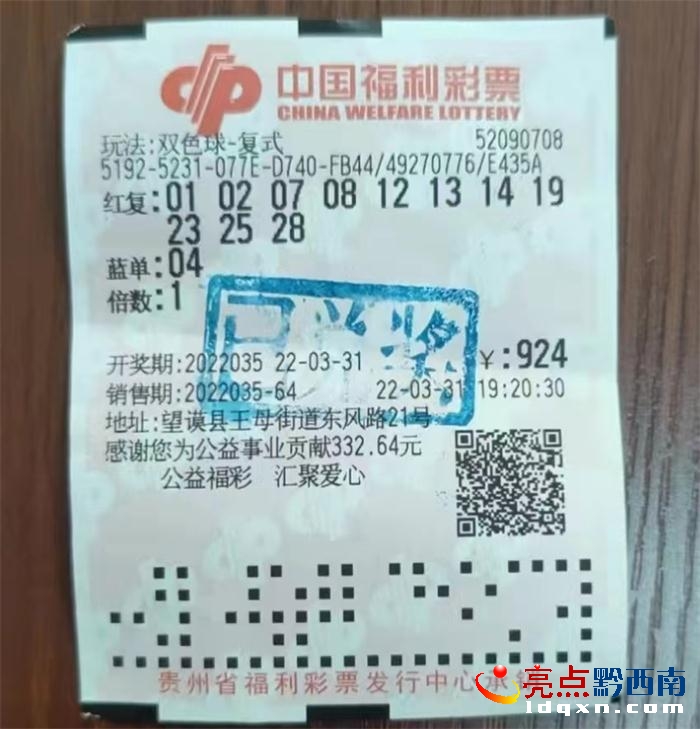 中国福利彩票
CHINA WELFARE LOTTERY
玩法:双色球-复式 52090708
5192-5231-077E-D740-FB44/49270776/E435A
红复:01 02 07 08 12 13 14 19
23 25 28
蓝单:04
倍数:1
已兑奖
开奖期:2022035 22-03-31 ¥:924
销售期:2022035-64 22-03-31 19:20:30
地址:望谟县王母街道东风路21号
感谢您为公益事业贡献332.64元
公益福彩 汇聚爱心
贵州省福利彩票发行中心承销
亮点黔西南
ldqxn.com